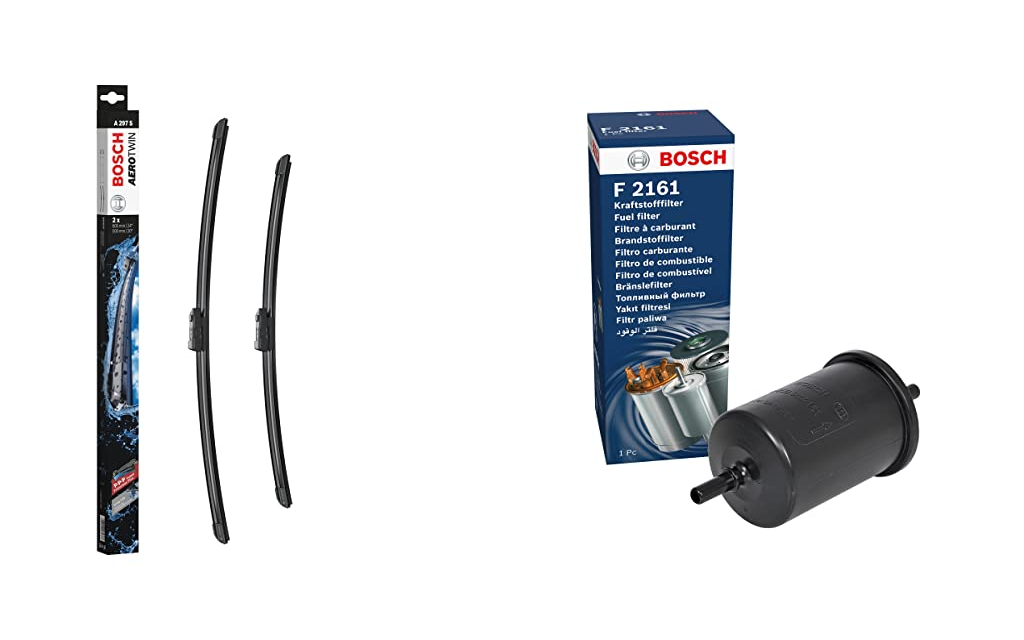 A 297 S
BOSCH
AEROTWIN
2 x
600 mm / 24"
500 mm / 20"
F 2161
BOSCH
F 2161
Kraftstofffilter
Fuel filter
Filtre à carburant
Brandstoffilter
Filtro carburante
Filtro de combustible
Filtro de combustível
Bränslefilter
Топливный фильтр
Yakıt filtresi
Filtr paliwa
فلتر الوقود
1 Pc